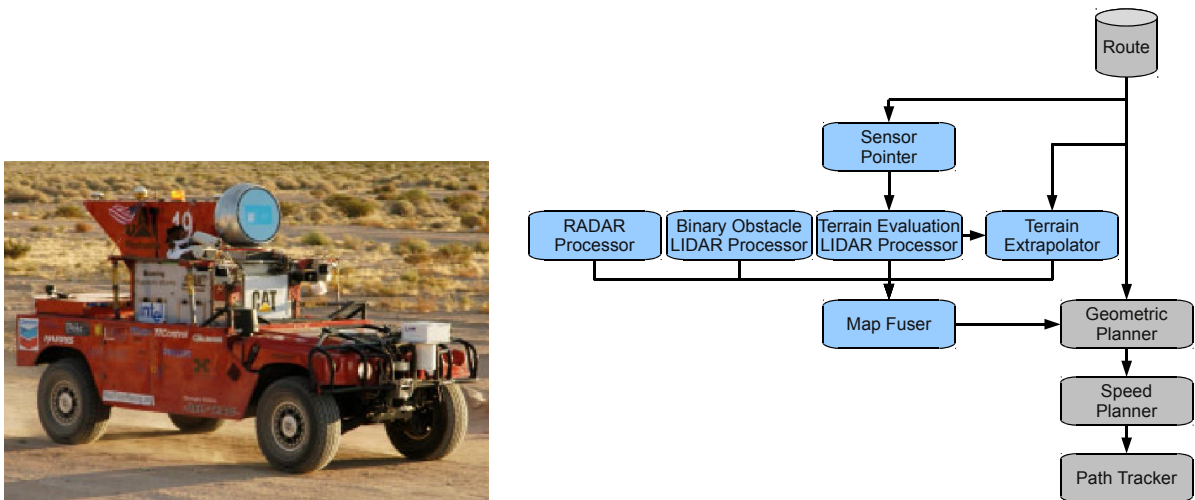 Route
Sensor
Pointer
RADAR
Processor
Binary Obstacle
LIDAR Processor
Terrain Evaluation
LIDAR Processor
Terrain
Extrapolator
Map Fuser
Geometric
Planner
Speed
Planner
Path Tracker
19
CAT
CAT